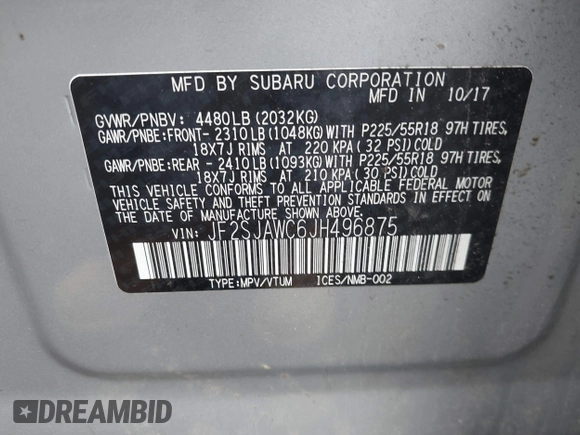 MFD BY SUBARU CORPORATION
MFD IN 10/17
GVWR/PNBV: 4480LB(2032KG)
GAWR/PNBE:FRONT- 2310LB(1048KG)WITH P225/55R18 97H TIRES,
18X7J RIMS AT 220 KPA (32 PSI)COLD
GAWR/PNBE:REAR - 2410LB(1093KG)WITH P225/55R18 97H TIRES,
18X7J RIMS AT 210 KPA (30 PSI)COLD
THIS VEHICLE CONFORMS TO ALL APPLICABLE FEDERAL MOTOR
VEHICLE SAFETY AND THEFT PREVENTION STANDARDS IN EFFECT ON
THE DATE OF MANUFACTURE SHOWN ABOVE.
VIN: JF2SJAWC6JH496875
TYPE:MPV/VTUM ICES/NMB-002
DREAMBID